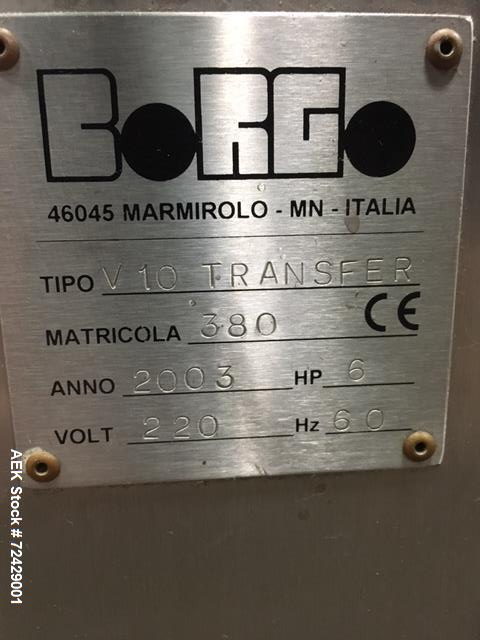 BORGO
46045 MARMIROLO - MN - ITALIA
TIPO V10 TRANSFER
MATRICOLA 380 CE
ANNO 2003 HP 6
VOLT 220 Hz 60
AEK Stock # 72429001